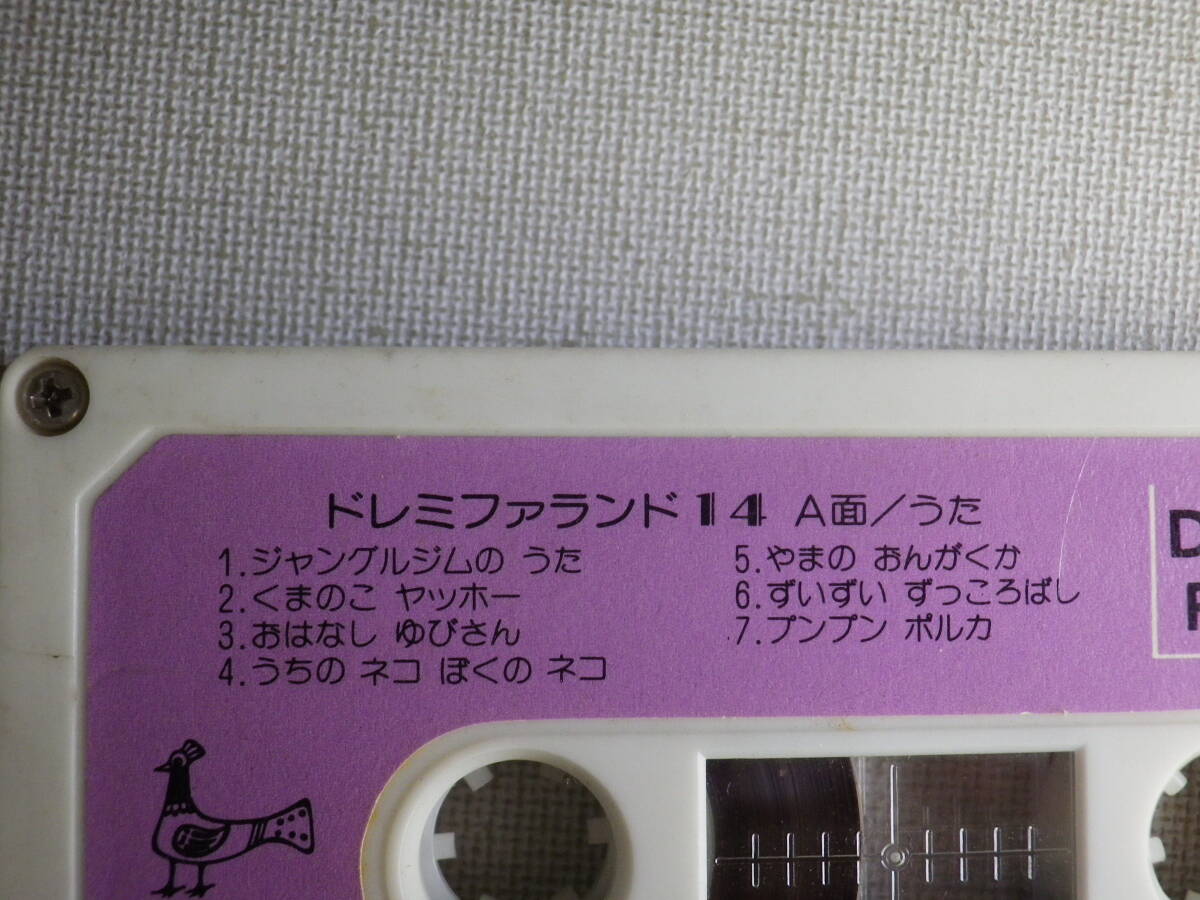 ドレミファランド14 A面/うた
1.ジャングルジムの うた
2.くまのこ ヤッホー
3.おはなし ゆびさん
4.うちの ネコ ぼくの ネコ
5.やまの おんがくか
6.ずいずい ずっころばし
7.プンプン ポルカ
D